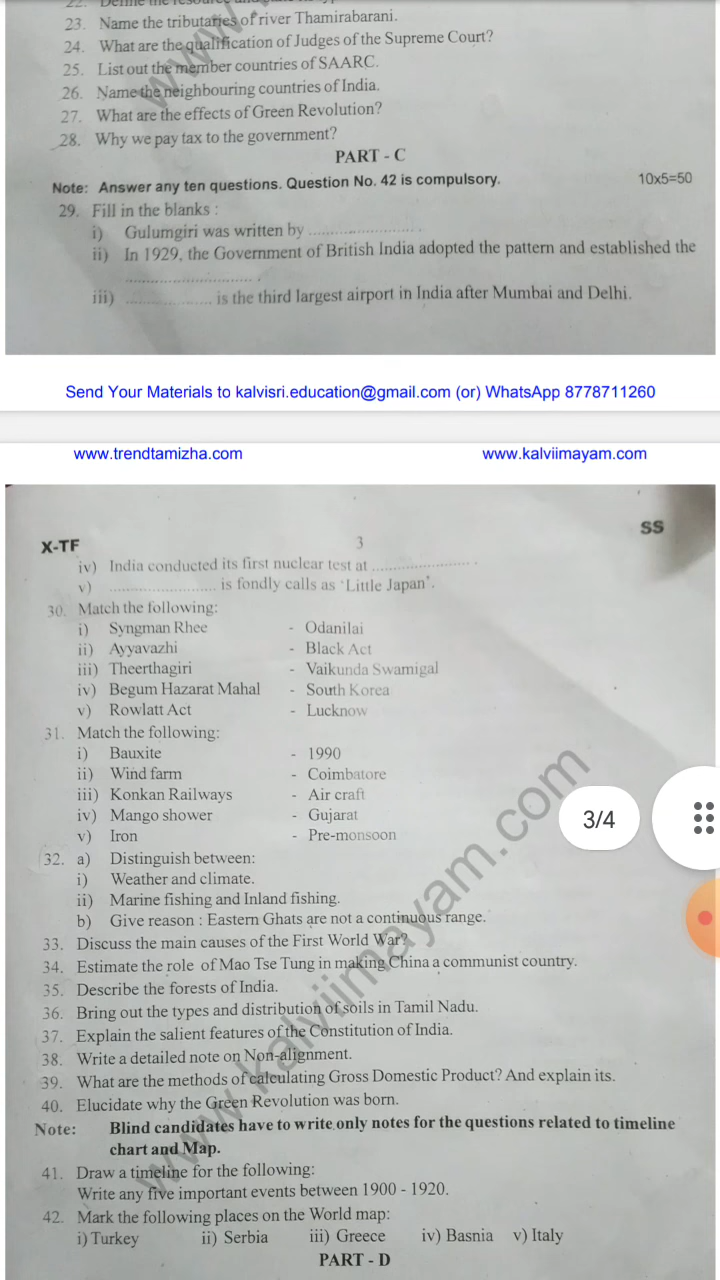 22. Define the resource and
23. Name the tributaries of river Thamirabarani.
24. What are the qualification of Judges of the Supreme Court?
25. List out the member countries of SAARC.
26. Name the neighbouring countries of India.
27. What are the effects of Green Revolution?
28. Why we pay tax to the government?
PART - C
Note: Answer any ten questions. Question No. 42 is compulsory. 10x5=50
29. Fill in the blanks :
i) Gulumgiri was written by ..........................
ii) In 1929, the Government of British India adopted the pattern and established the
.............................. .
iii) .................... is the third largest airport in India after Mumbai and Delhi.
Send Your Materials to kalvisri.education@gmail.com (or) WhatsApp 8778711260
www.trendtamizha.com www.kalviimayam.com
X-TF 3 SS
iv) India conducted its first nuclear test at ........................ .
v) ........................ is fondly calls as ‘Little Japan’.
30. Match the following:
i) Syngman Rhee - Odanilai
ii) Ayyavazhi - Black Act
iii) Theerthagiri - Vaikunda Swamigal
iv) Begum Hazarat Mahal - South Korea
v) Rowlatt Act - Lucknow
31. Match the following:
i) Bauxite - 1990
ii) Wind farm - Coimbatore
iii) Konkan Railways - Air craft
iv) Mango shower - Gujarat
v) Iron - Pre-monsoon
3/4
32. a) Distinguish between:
i) Weather and climate.
ii) Marine fishing and Inland fishing.
b) Give reason : Eastern Ghats are not a continuous range.
33. Discuss the main causes of the First World War?
34. Estimate the role of Mao Tse Tung in making China a communist country.
35. Describe the forests of India.
36. Bring out the types and distribution of soils in Tamil Nadu.
37. Explain the salient features of the Constitution of India.
38. Write a detailed note on Non-alignment.
39. What are the methods of calculating Gross Domestic Product? And explain its.
40. Elucidate why the Green Revolution was born.
Note: Blind candidates have to write only notes for the questions related to timeline
chart and Map.
41. Draw a timeline for the following:
Write any five important events between 1900 - 1920.
42. Mark the following places on the World map:
i) Turkey ii) Serbia iii) Greece iv) Basnia v) Italy
PART - D
www.kalviimayam.com